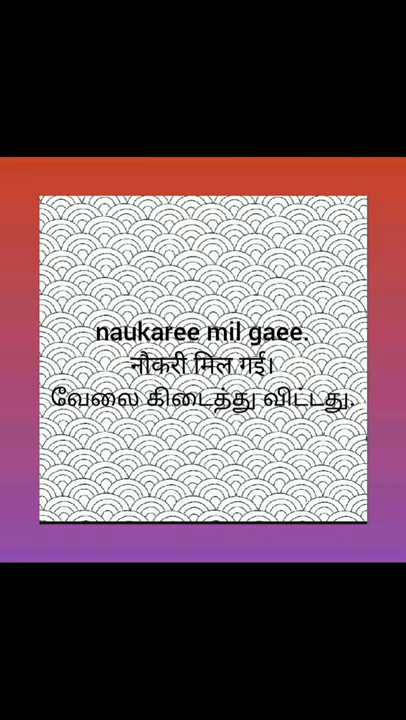 naukaree mil gaee.
नौकरी मिल गई।
வேலை கிடைத்து விட்டது.